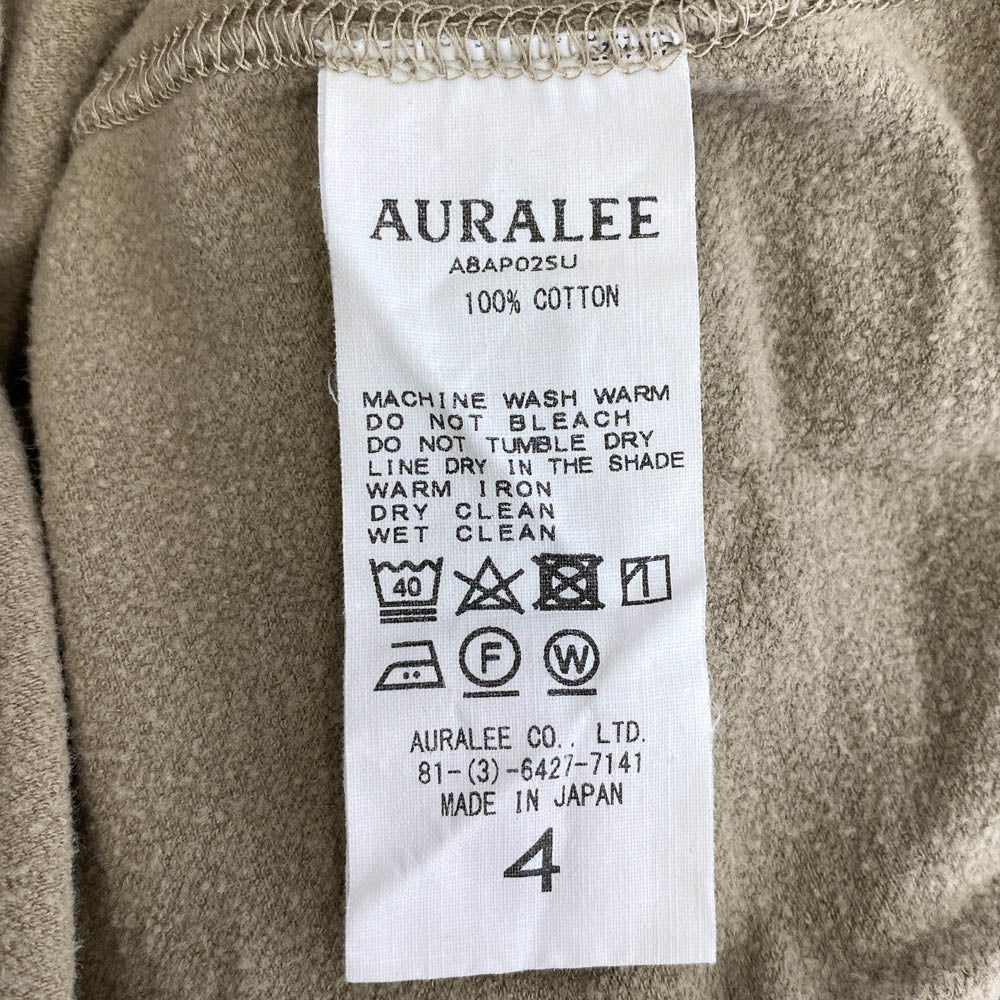 AURALEE
A8AP02SU
100% COTTON
MACHINE WASH WARM
DO NOT BLEACH
DO NOT TUMBLE DRY
LINE DRY IN THE SHADE
WARM IRON
DRY CLEAN
WET CLEAN
40
F W
AURALEE CO., LTD.
81-(3)-6427-7141
MADE IN JAPAN
4